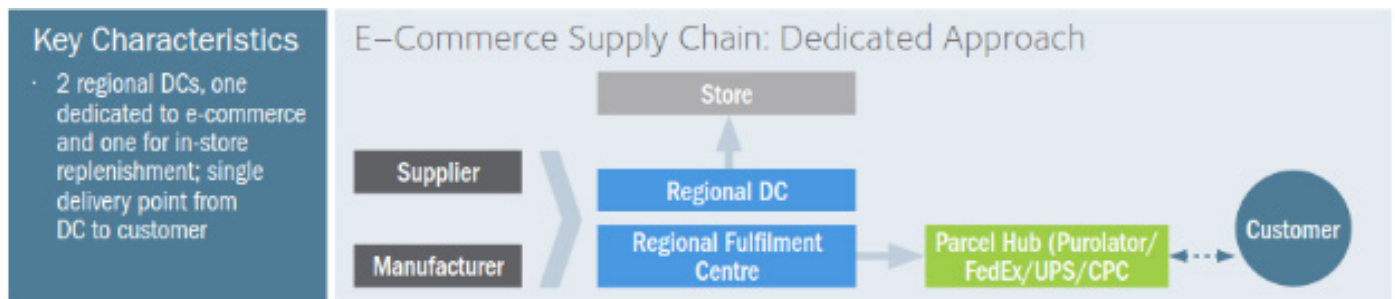 Key Characteristics
· 2 regional DCs, one
dedicated to e-commerce
and one for in-store
replenishment; single
delivery point from
DC to customer
E–Commerce Supply Chain: Dedicated Approach
Store
Supplier
Regional DC
Manufacturer
Regional Fulfilment
Centre
Parcel Hub (Purolator/
FedEx/UPS/CPC
Customer